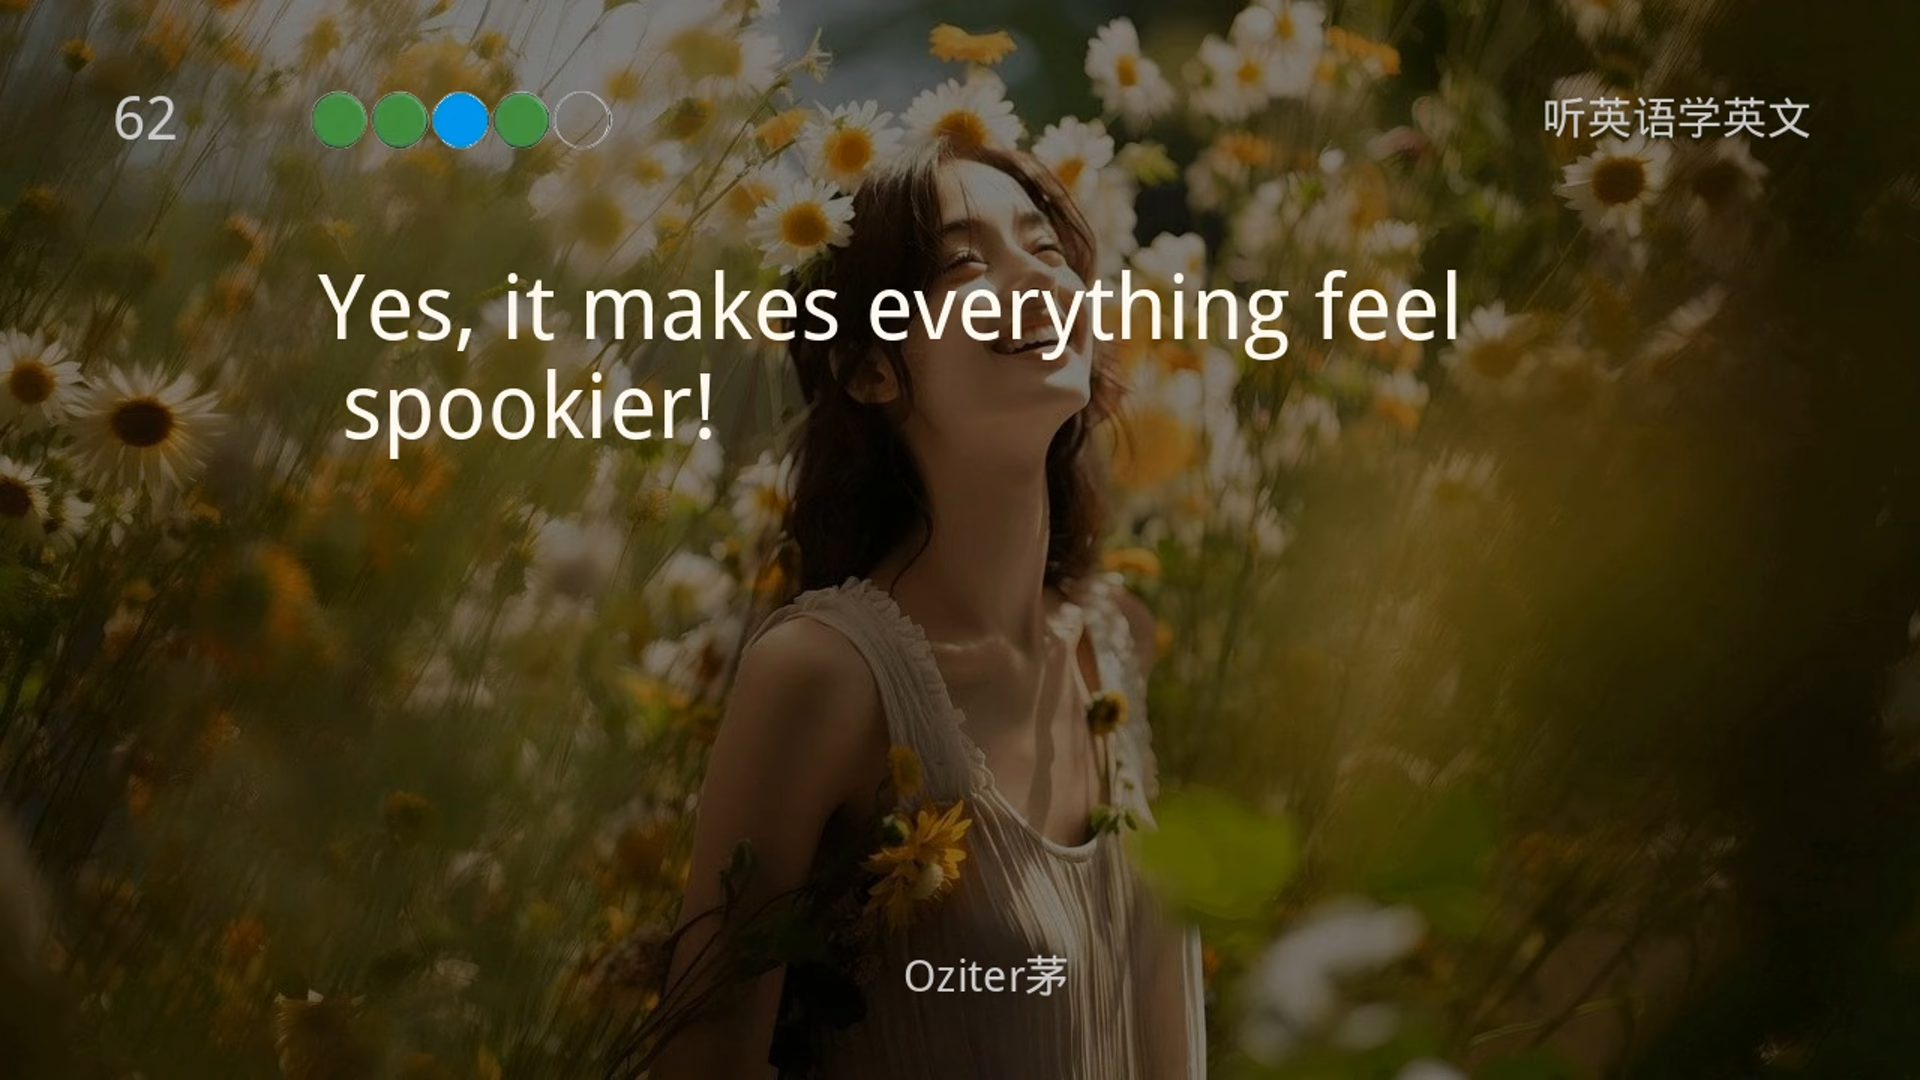 62
听英语学英文
Yes, it makes everything feel
spookier!
Oziter茅